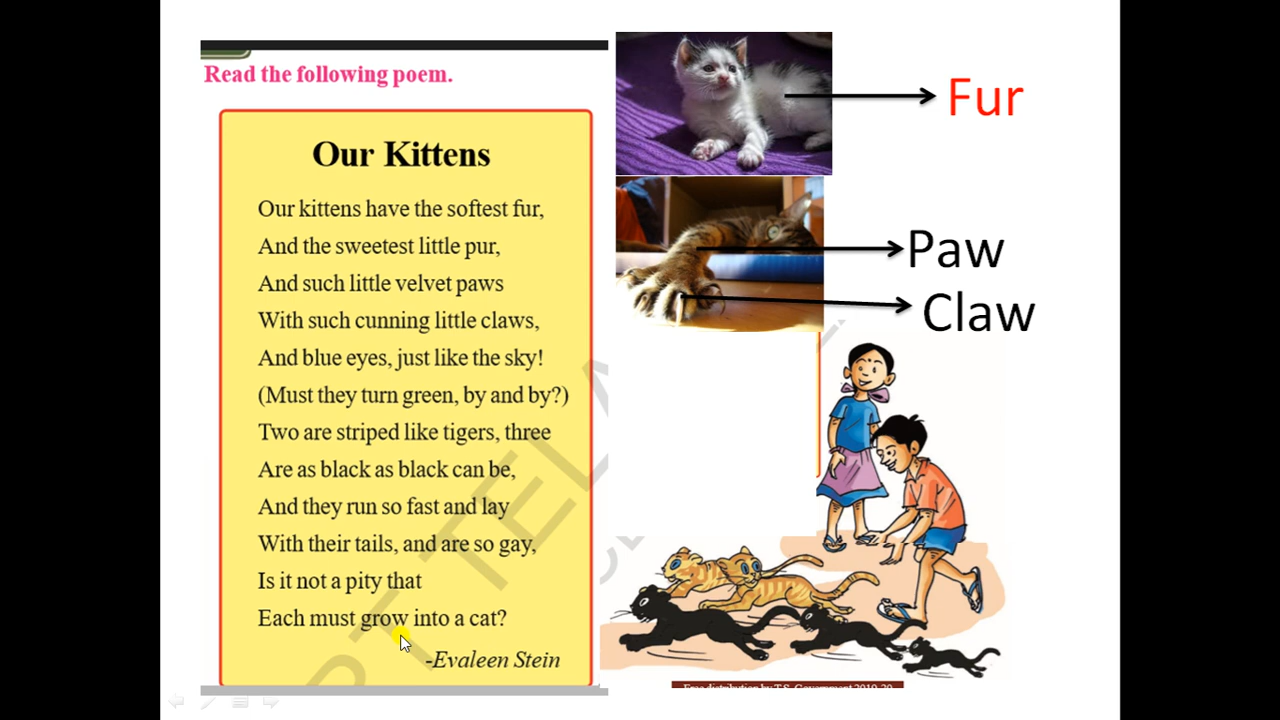 Read the following poem.
Our Kittens
Our kittens have the softest fur,
And the sweetest little pur,
And such little velvet paws
With such cunning little claws,
And blue eyes, just like the sky!
(Must they turn green, by and by?)
Two are striped like tigers, three
Are as black as black can be,
And they run so fast and lay
With their tails, and are so gay,
Is it not a pity that
Each must grow into a cat?
-Evaleen Stein
Fur
Paw
Claw